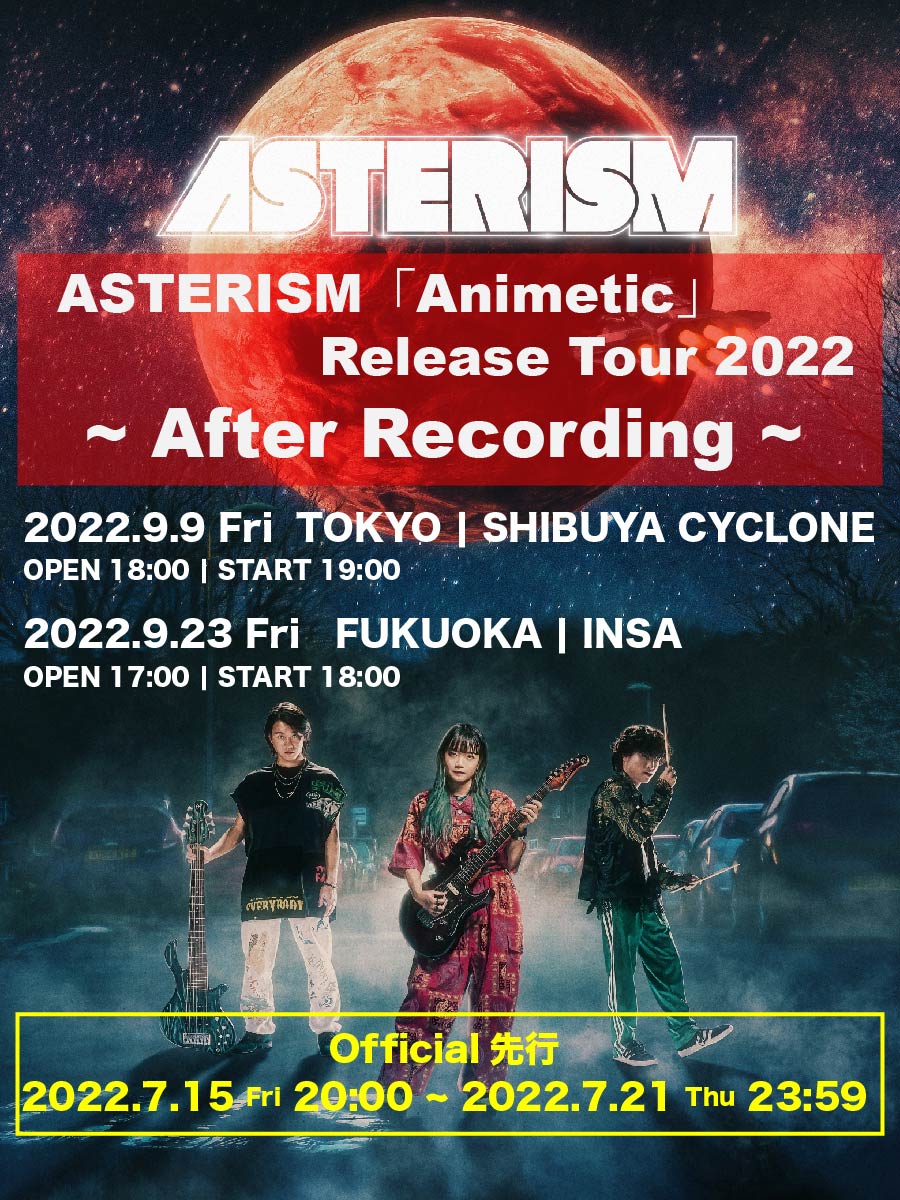 ASTERISM
ASTERISM「Animetic」
Release Tour 2022
~ After Recording ~
2022.9.9 Fri TOKYO | SHIBUYA CYCLONE
OPEN 18:00 | START 19:00
2022.9.23 Fri FUKUOKA | INSA
OPEN 17:00 | START 18:00
EVERYBODY
Official 先行
2022.7.15 Fri 20:00 ~ 2022.7.21 Thu 23:59